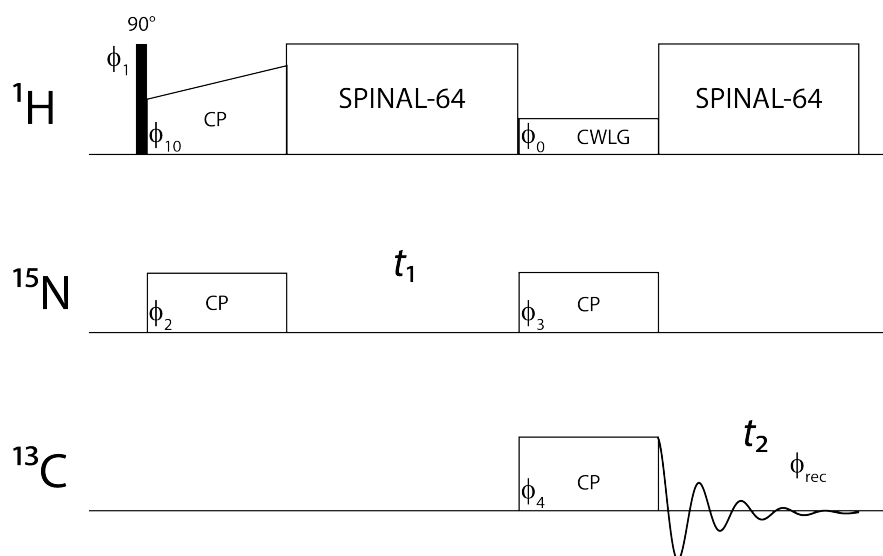 90°
ϕ1
¹H
CP
ϕ10
SPINAL-64
ϕ0
CWLG
SPINAL-64
¹⁵N
ϕ2
CP
t₁
ϕ3
CP
¹³C
ϕ4
CP
t₂
ϕrec